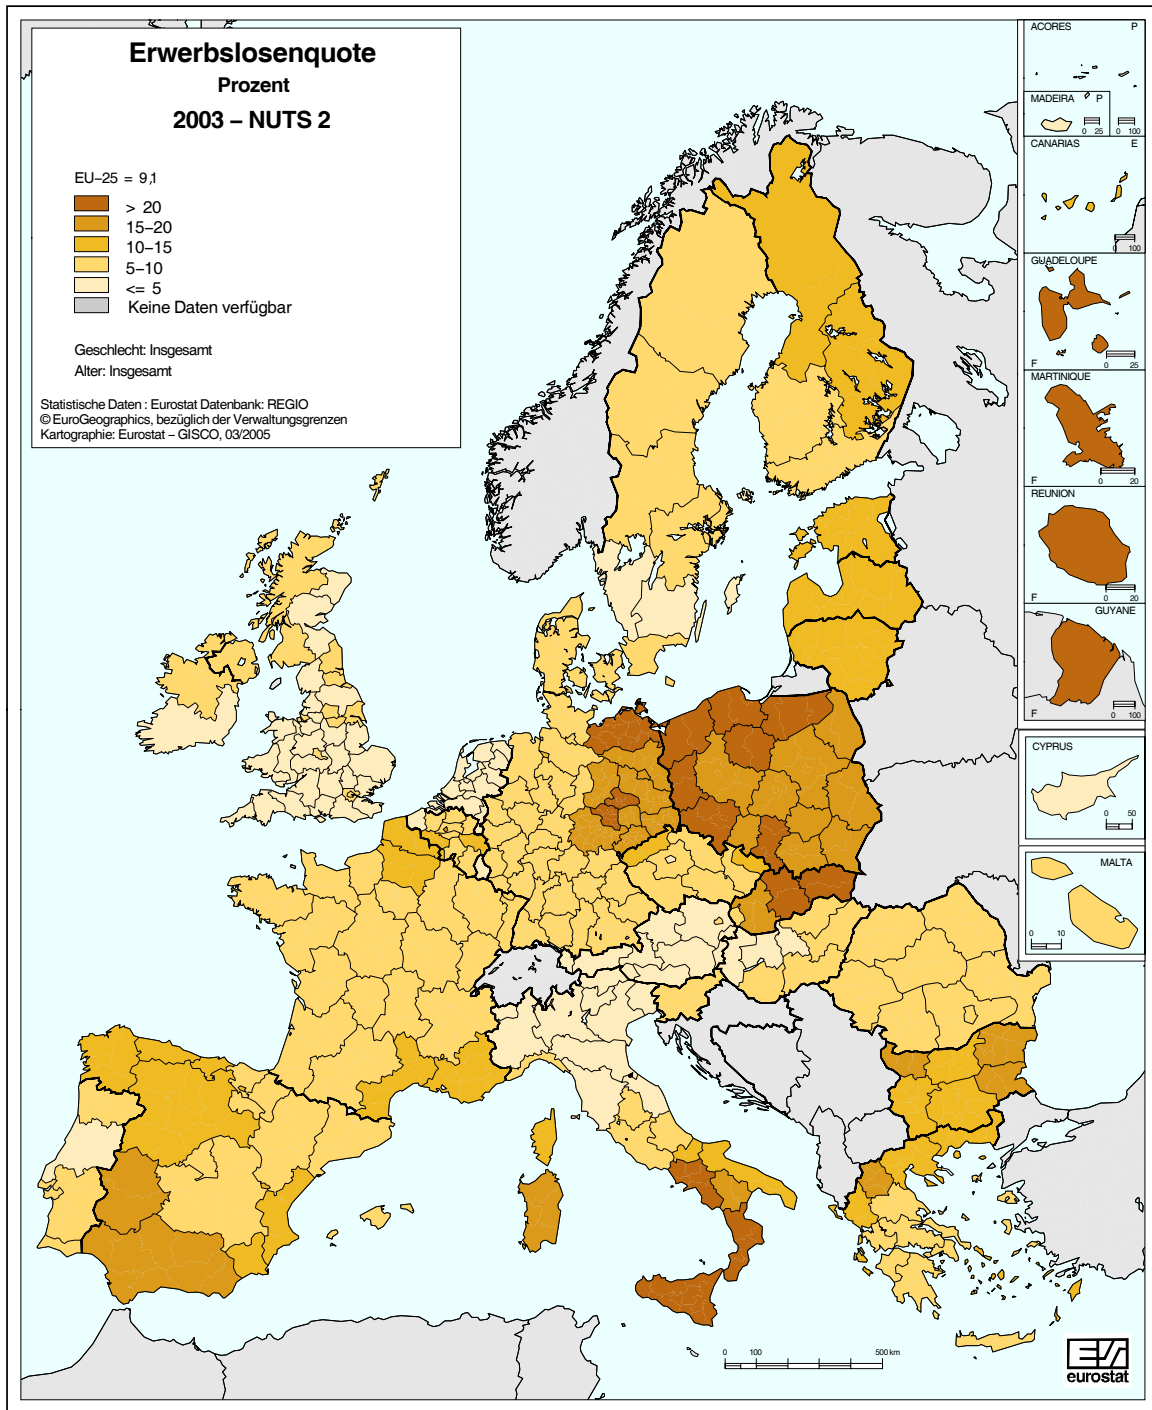 Erwerbslosenquote
Prozent
2003 – NUTS 2
EU–25 = 9,1
> 20
15–20
10–15
5–10
<= 5
Keine Daten verfügbar
Geschlecht: Insgesamt
Alter: Insgesamt
Statistische Daten : Eurostat Datenbank: REGIO
© EuroGeographics, bezüglich der Verwaltungsgrenzen
Kartographie: Eurostat – GISCO, 03/2005
ACORES P
MADEIRA P
0 25 0 100
CANARIAS E
0 100
GUADELOUPE
F 0 25
MARTINIQUE
F 0 20
REUNION
F 0 20
GUYANE
F 0 100
CYPRUS
0 50
MALTA
0 10
0 100 500 km
eurostat